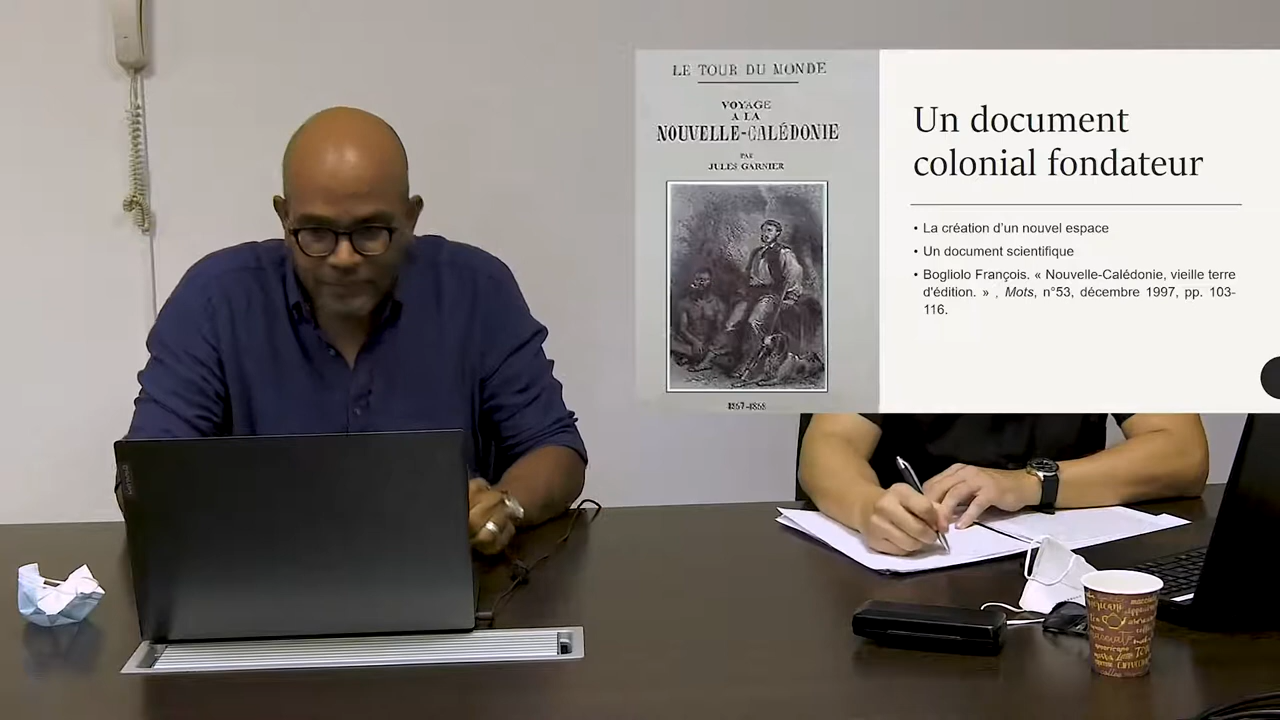 LE TOUR DU MONDE
VOYAGE
A LA
NOUVELLE-CALÉDONIE
PAR
JULES GARNIER
1867-1868
Un document
colonial fondateur
• La création d'un nouvel espace
• Un document scientifique
• Bogliolo François. « Nouvelle-Calédonie, vieille terre
d'édition. » , Mots, n°53, décembre 1997, pp. 103-
116.